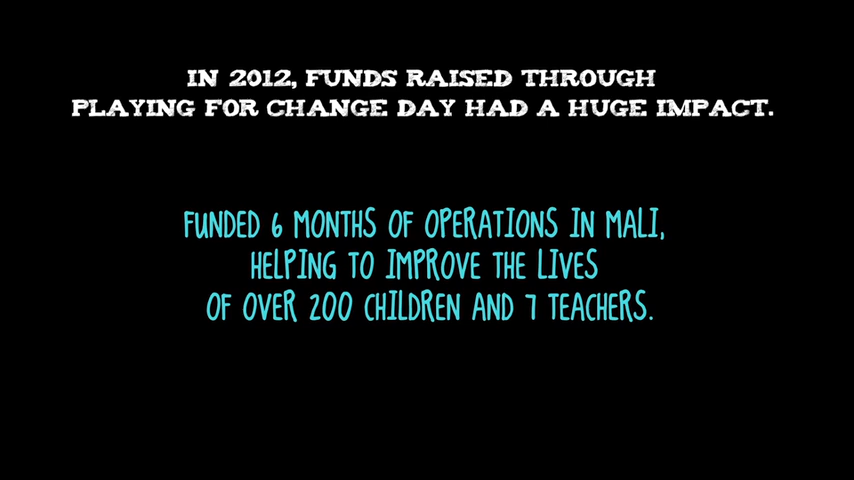 IN 2012, FUNDS RAISED THROUGH
PLAYING FOR CHANGE DAY HAD A HUGE IMPACT.
FUNDED 6 MONTHS OF OPERATIONS IN MALI,
HELPING TO IMPROVE THE LIVES
OF OVER 200 CHILDREN AND 7 TEACHERS.